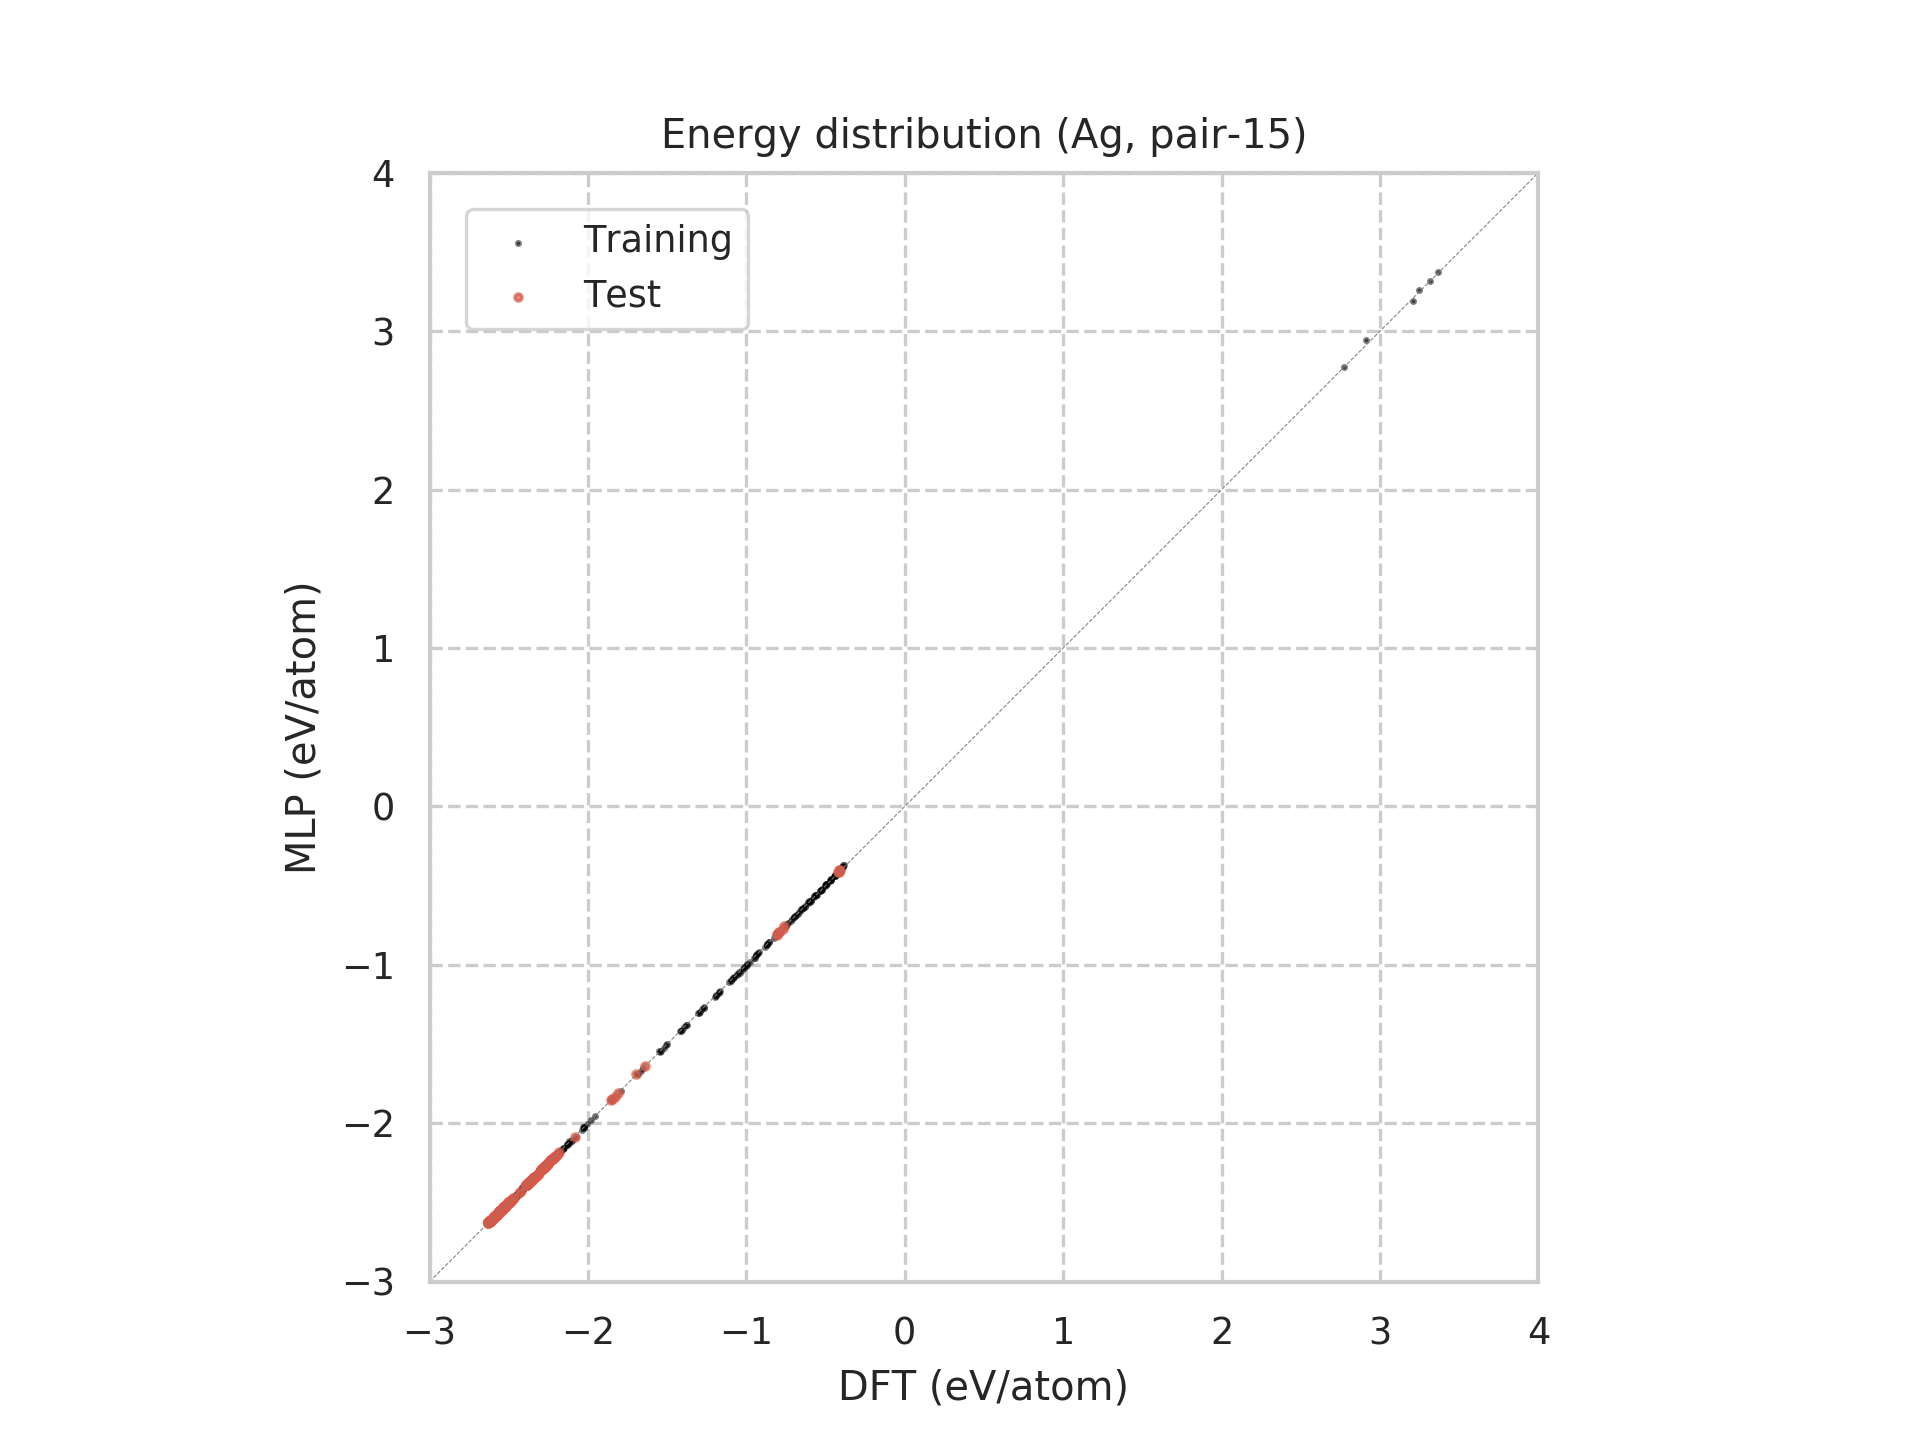 Energy distribution (Ag, pair-15)
Training
Test
4
3
2
1
0
−1
−2
−3
MLP (eV/atom)
−3 −2 −1 0 1 2 3 4
DFT (eV/atom)